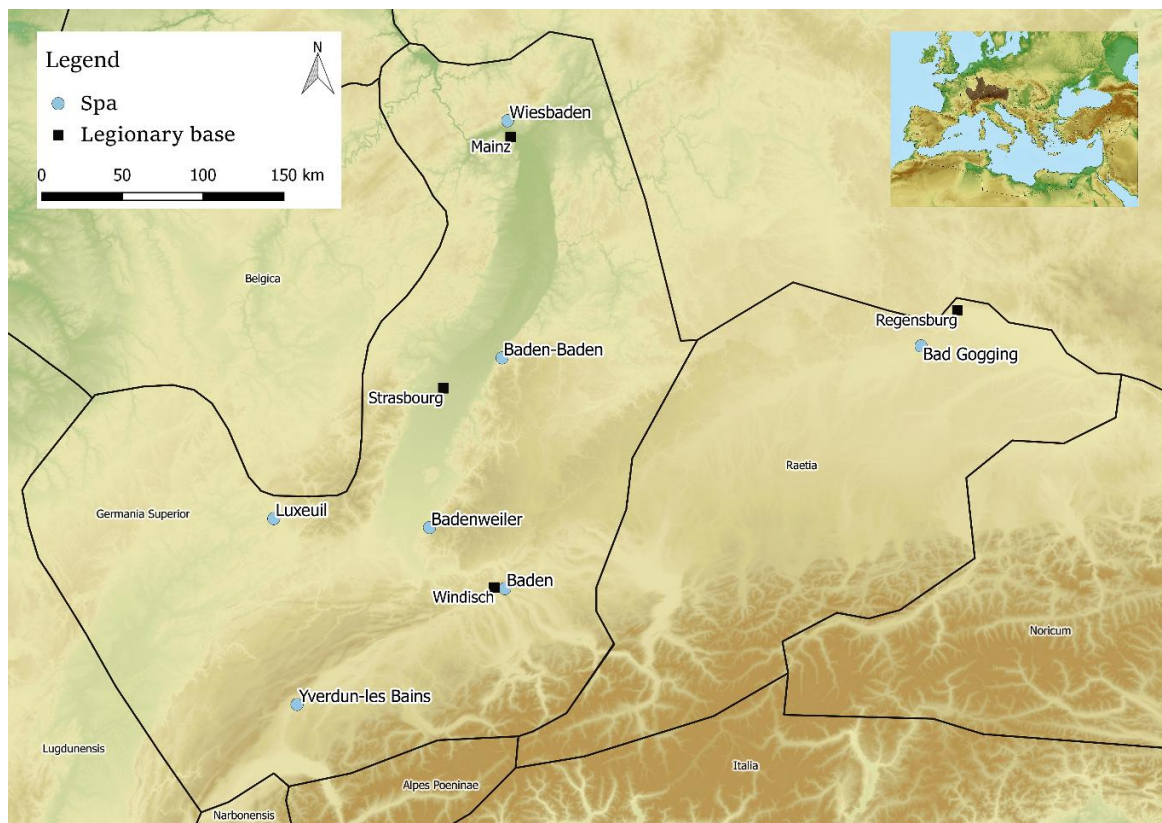 Legend
N
Spa
Legionary base
0 50 100 150 km
Wiesbaden
Mainz
Belgica
Regensburg
Bad Gogging
Baden-Baden
Strasbourg
Raetia
Germania Superior
Luxeuil
Badenweiler
Baden
Windisch
Noricum
Yverdun-les Bains
Lugdunensis
Italia
Alpes Poeninae
Narbonensis